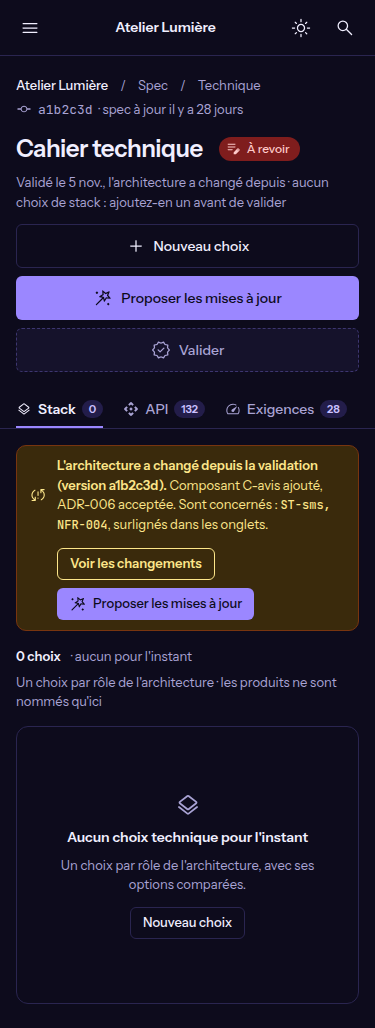 Atelier Lumière
Atelier Lumière / Spec / Technique
a1b2c3d · spec à jour il y a 28 jours
Cahier technique
À revoir
Validé le 5 nov., l'architecture a changé depuis · aucun
choix de stack : ajoutez-en un avant de valider
Nouveau choix
Proposer les mises à jour
Valider
Stack 0 API 132 Exigences 28
L'architecture a changé depuis la validation
(version a1b2c3d). Composant C-avis ajouté,
ADR-006 acceptée. Sont concernés : ST-sms,
NFR-004, surlignés dans les onglets.
Voir les changements
Proposer les mises à jour
0 choix · aucun pour l'instant
Un choix par rôle de l'architecture · les produits ne sont
nommés qu'ici
Aucun choix technique pour l'instant
Un choix par rôle de l'architecture, avec ses
options comparées.
Nouveau choix